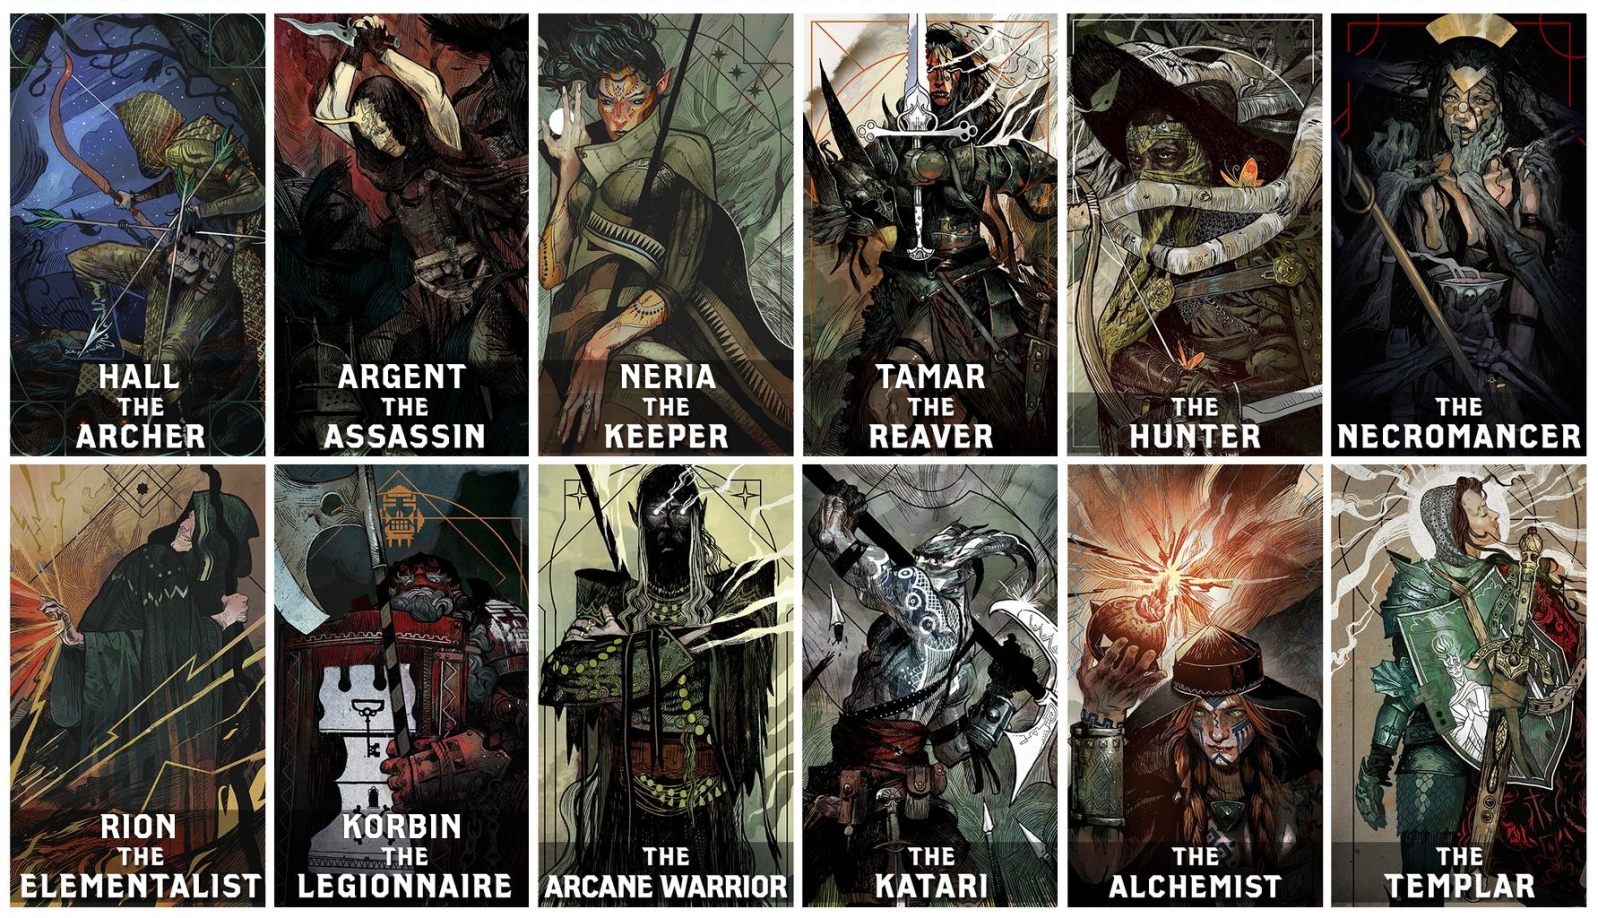 HALL
THE
ARCHER
ARGENT
THE
ASSASSIN
NERIA
THE
KEEPER
TAMAR
THE
REAVER
THE
HUNTER
THE
NECROMANCER
RION
THE
ELEMENTALIST
KORBIN
THE
LEGIONNAIRE
THE
ARCANE WARRIOR
THE
KATARI
THE
ALCHEMIST
THE
TEMPLAR